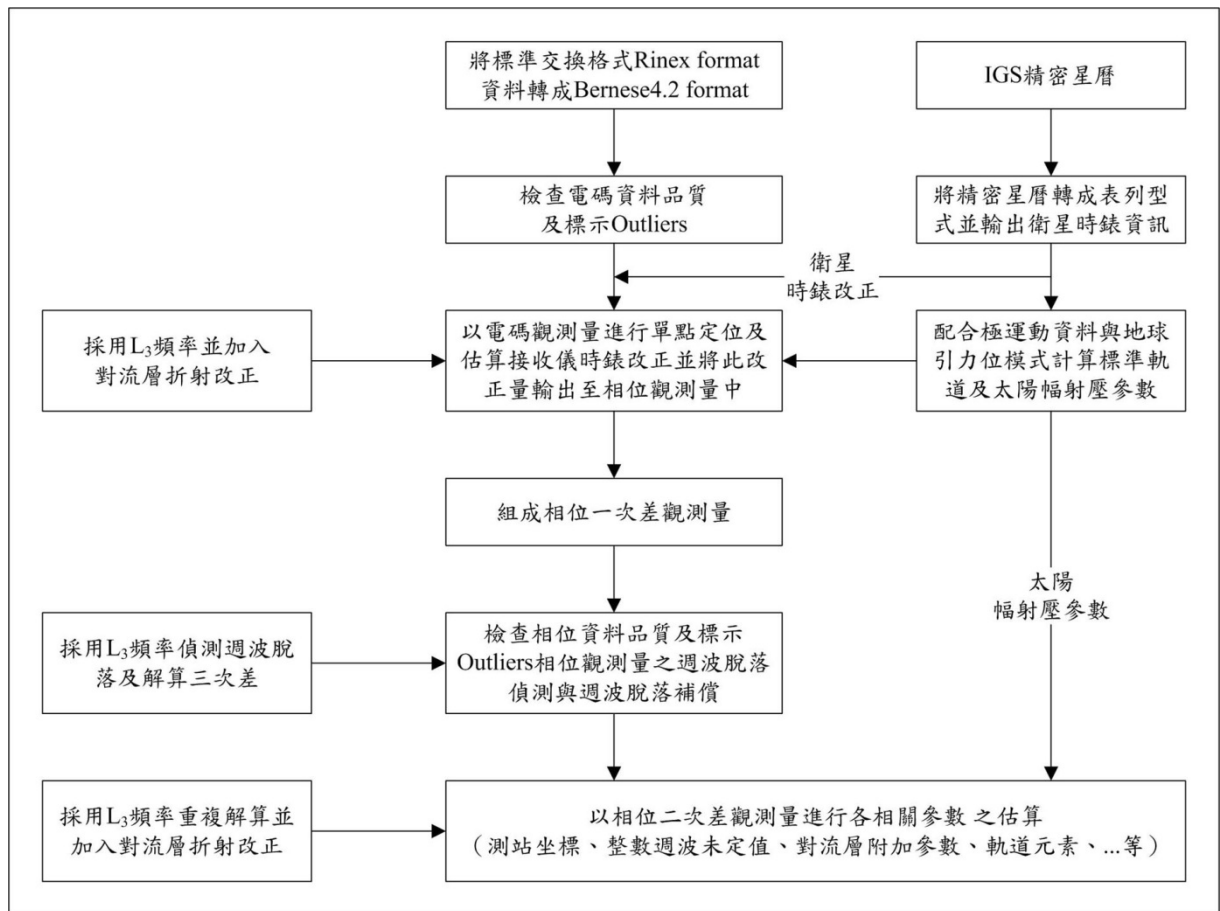 將標準交換格式Rinex format
資料轉成Bernese4.2 format
IGS精密星曆
檢查電碼資料品質
及標示Outliers
將精密星曆轉成表列型
式並輸出衛星時錶資訊
衛星
時錶改正
採用L₃頻率並加入
對流層折射改正
以電碼觀測量進行單點定位及
估算接收儀時錶改正並將此改
正量輸出至相位觀測量中
配合極運動資料與地球
引力位模式計算標準軌
道及太陽幅射壓參數
組成相位一次差觀測量
太陽
幅射壓參數
採用L₃頻率偵測週波脫
落及解算三次差
檢查相位資料品質及標示
Outliers相位觀測量之週波脫落
偵測與週波脫落補償
採用L₃頻率重複解算並
加入對流層折射改正
以相位二次差觀測量進行各相關參數 之估算
（測站坐標、整數週波未定值、對流層附加參數、軌道元素、...等）